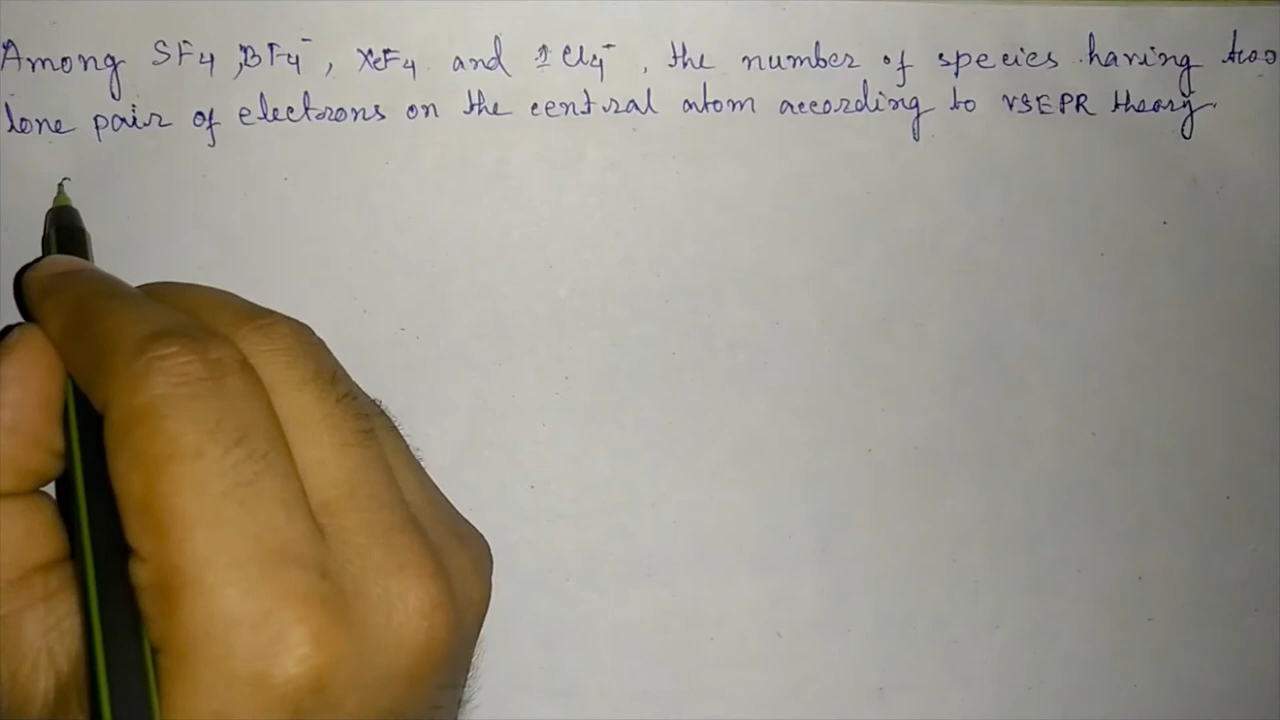 Among SF4, BF4⁻, XeF4 and ICl4⁻, the number of species having two
lone pair of electrons on the central atom according to VSEPR theory.